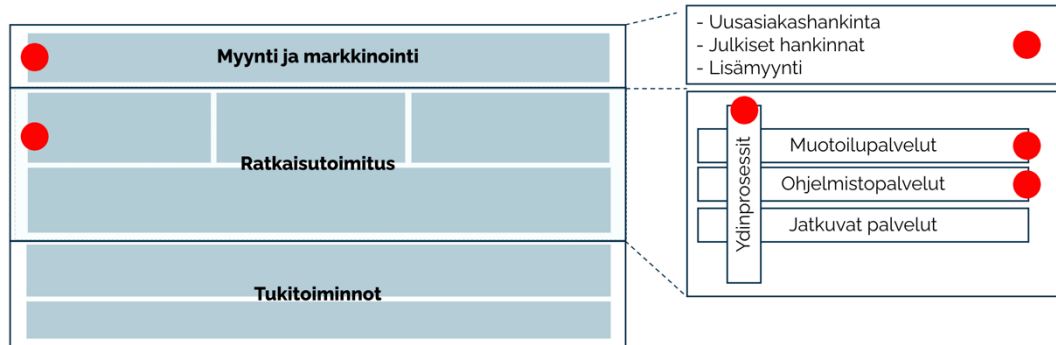 Myynti ja markkinointi
Ratkaisutoimitus
Tukitoiminnot
- Uusasiakashankinta
- Julkiset hankinnat
- Lisämyynti
Ydinprosessit
Muotoilupalvelut
Ohjelmistopalvelut
Jatkuvat palvelut